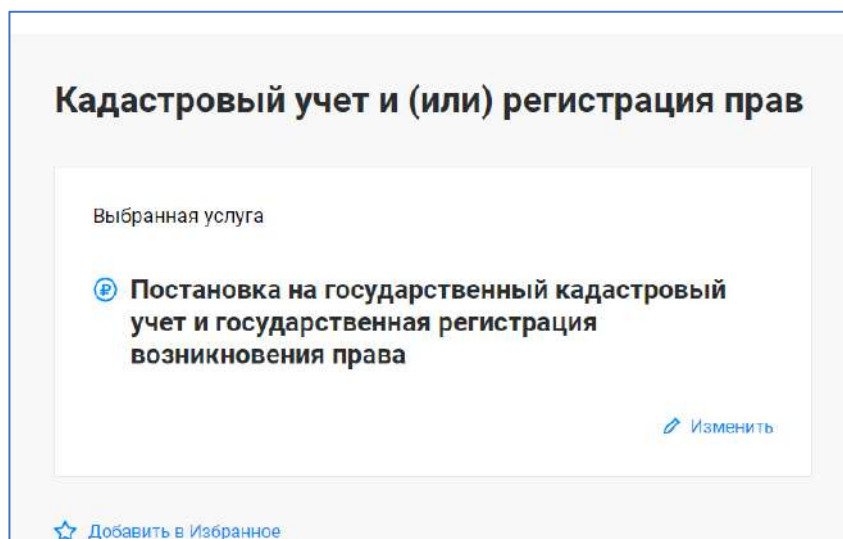 Кадастровый учет и (или) регистрация прав
Выбранная услуга
Постановка на государственный кадастровый
учет и государственная регистрация
возникновения права
Изменить
Добавить в Избранное